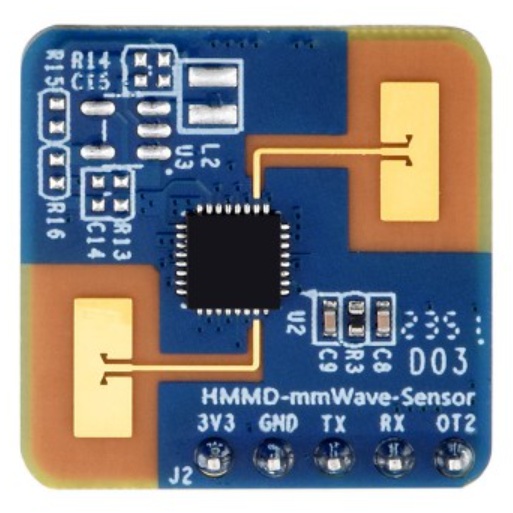 R15
R14
C15
L2
U3
R16
C14
R13
U2
C9
R3
C8
235
D03
HMMD-mmWave-Sensor
3V3 GND TX RX OT2
J2